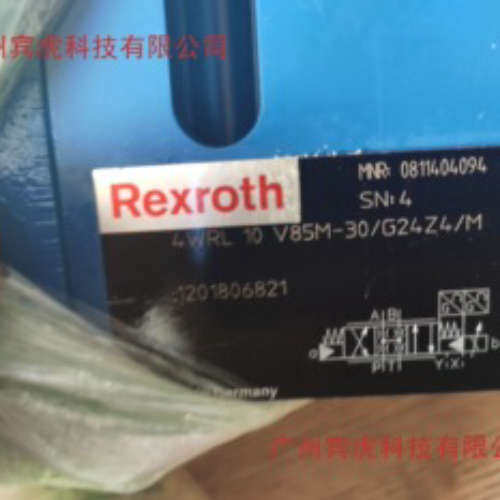 州宾虎科技有限公司
Rexroth
MNR: 0811404094
SN: 4
4WRL 10 V85M-30/G24Z4/M
:1201806821
A B
a
b
P T
Y X
Germany
广州宾虎科技有限公